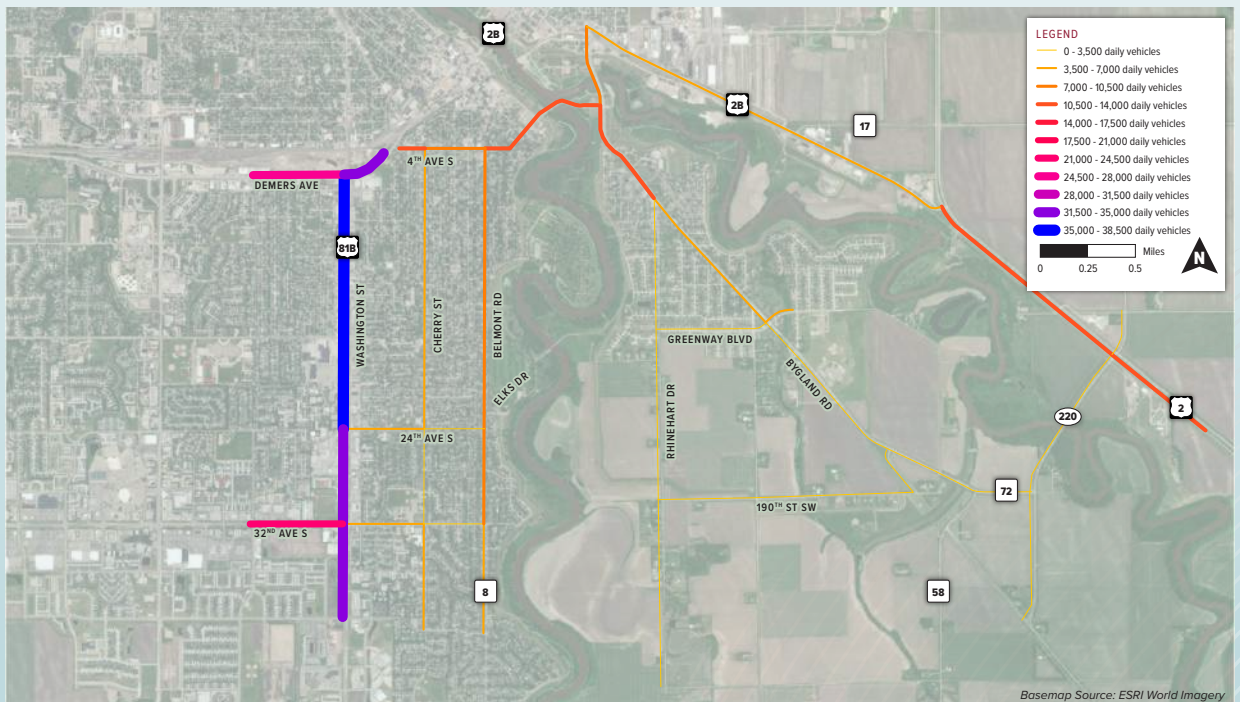 LEGEND
0 - 3,500 daily vehicles
3,500 - 7,000 daily vehicles
7,000 - 10,500 daily vehicles
10,500 - 14,000 daily vehicles
14,000 - 17,500 daily vehicles
17,500 - 21,000 daily vehicles
21,000 - 24,500 daily vehicles
24,500 - 28,000 daily vehicles
28,000 - 31,500 daily vehicles
31,500 - 35,000 daily vehicles
35,000 - 38,500 daily vehicles
Miles
0 0.25 0.5
N
2B
2B
17
4TH AVE S
DEMERS AVE
81B
WASHINGTON ST
CHERRY ST
BELMONT RD
ELKS DR
GREENWAY BLVD
BYGLAND RD
RHINEHART DR
220
2
24TH AVE S
72
190TH ST SW
32ND AVE S
8
58
Basemap Source: ESRI World Imagery